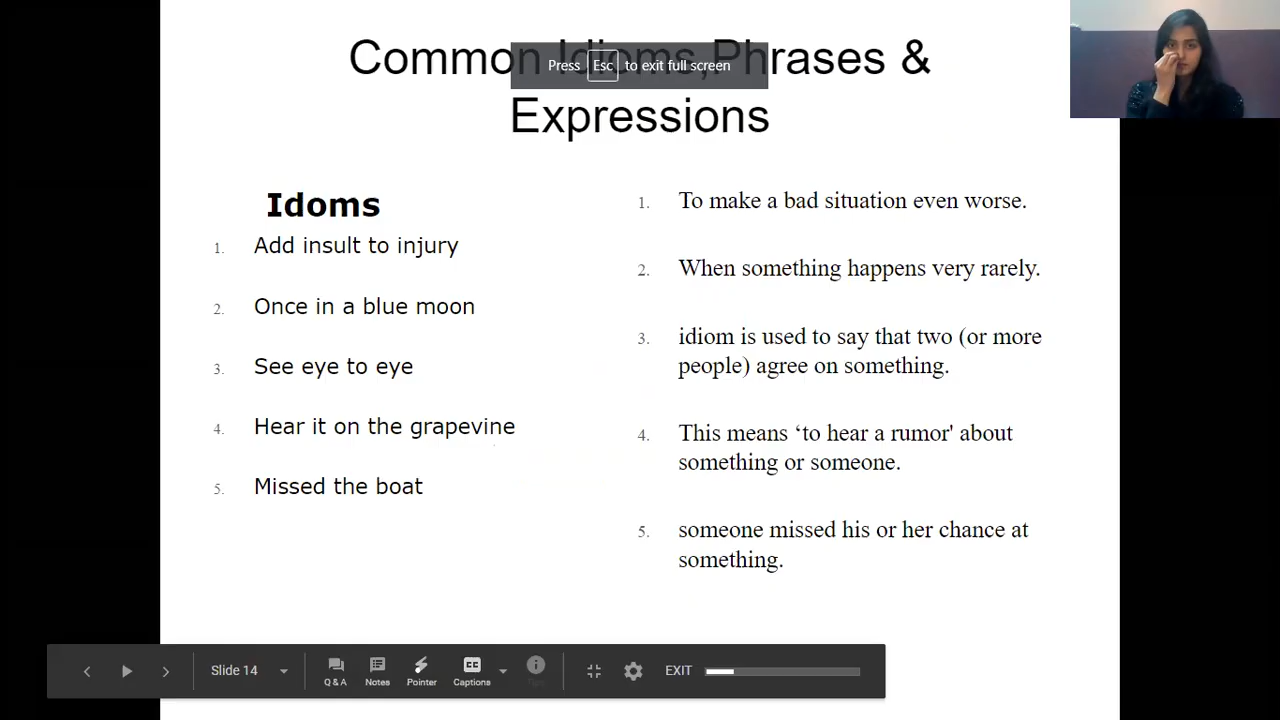 Common Idioms,Phrases &
Expressions
Press Esc to exit full screen
Idoms
1. Add insult to injury
2. Once in a blue moon
3. See eye to eye
4. Hear it on the grapevine
5. Missed the boat
1. To make a bad situation even worse.
2. When something happens very rarely.
3. idiom is used to say that two (or more
people) agree on something.
4. This means ‘to hear a rumor' about
something or someone.
5. someone missed his or her chance at
something.
Slide 14
Q & A
Notes
Pointer
CC
Captions
EXIT